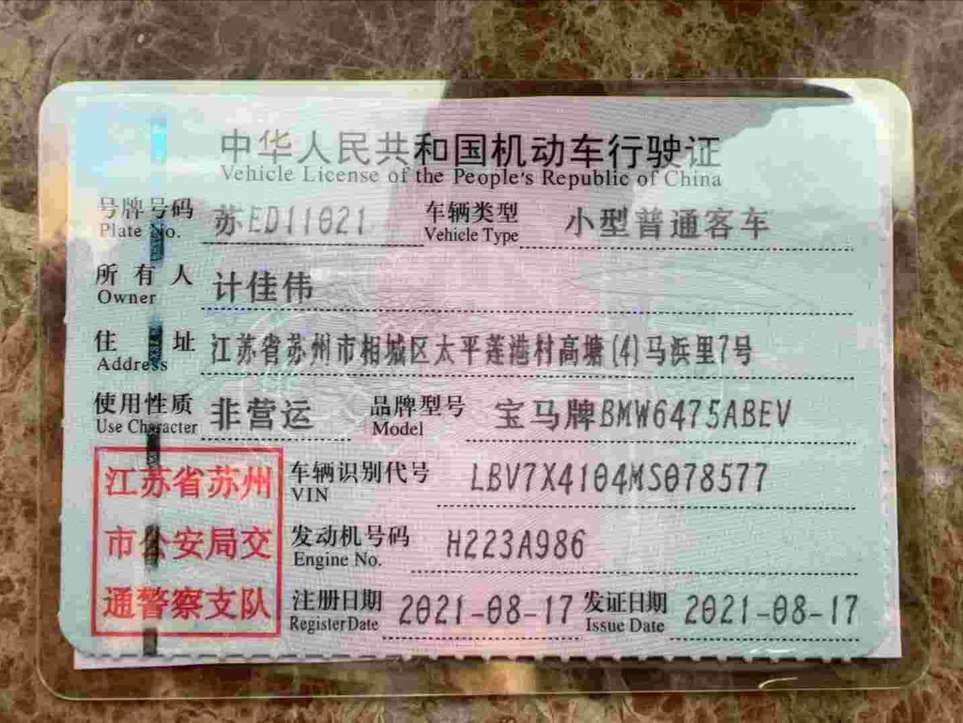 中华人民共和国机动车行驶证
Vehicle License of the People's Republic of China
号牌号码 苏ED11021 车辆类型 小型普通客车
Plate No. Vehicle Type
所有人 计佳伟
Owner
住址 江苏省苏州市相城区太平莲港村高塘(4)马浜里7号
Address
使用性质 非营运 品牌型号 宝马牌BMW6475ABEV
Use Character Model
江苏省苏州 车辆识别代号 LBV7X4104MS078577
VIN
市公安局交 发动机号码 H223A986
Engine No.
通警察支队 注册日期 2021-08-17 发证日期 2021-08-17
Register Date Issue Date